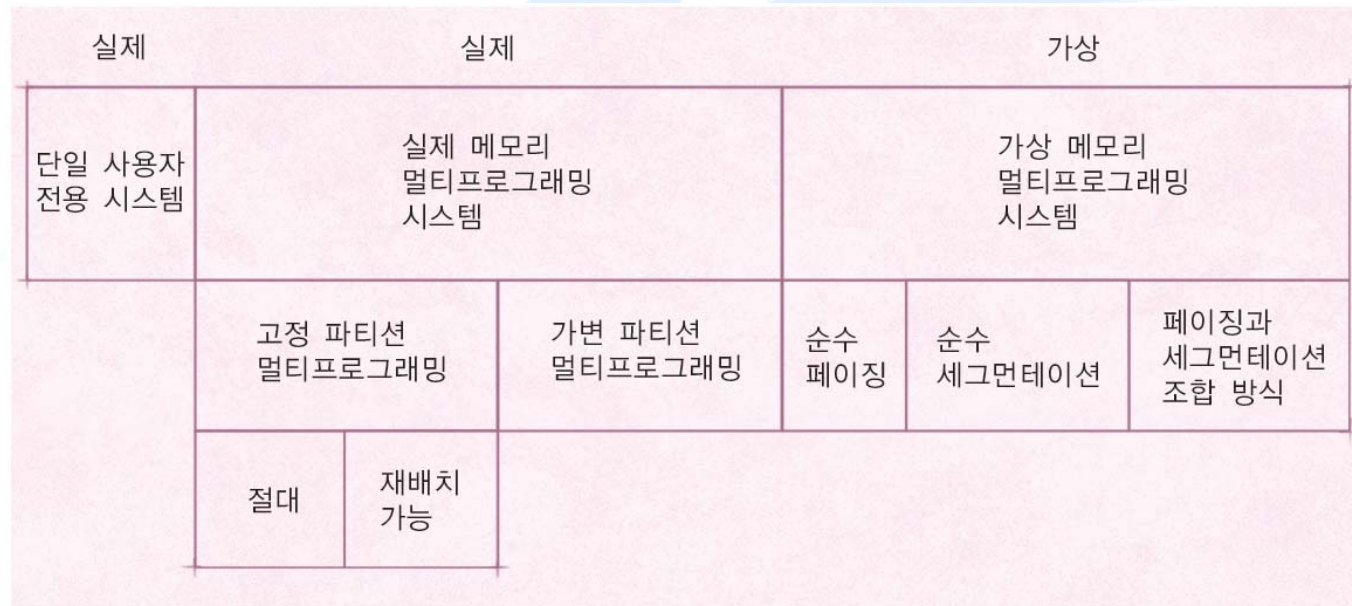 실제
실제
가상
단일 사용자
전용 시스템
실제 메모리
멀티프로그래밍
시스템
가상 메모리
멀티프로그래밍
시스템
고정 파티션
멀티프로그래밍
가변 파티션
멀티프로그래밍
순수
페이징
순수
세그먼테이션
페이징과
세그먼테이션
조합 방식
절대
재배치
가능